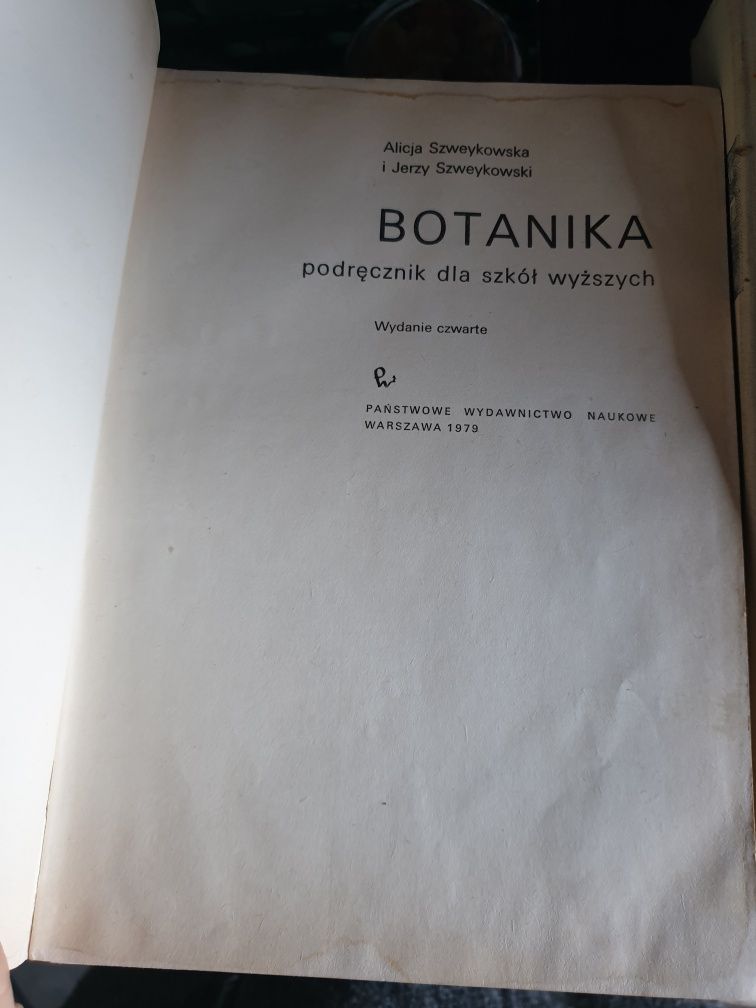 Alicja Szweykowska
i Jerzy Szweykowski
BOTANIKA
podręcznik dla szkół wyższych
Wydanie czwarte
PAŃSTWOWE WYDAWNICTWO NAUKOWE
WARSZAWA 1979